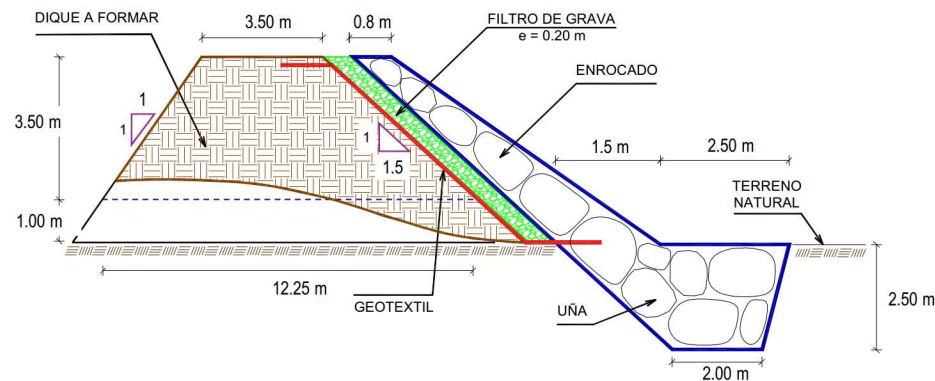 DIQUE A FORMAR
3.50 m
0.8 m
FILTRO DE GRAVA
e = 0.20 m
ENROCADO
1
1
3.50 m
1
1.5
1.5 m
2.50 m
TERRENO
NATURAL
1.00 m
12.25 m
GEOTEXTIL
UÑA
2.50 m
2.00 m